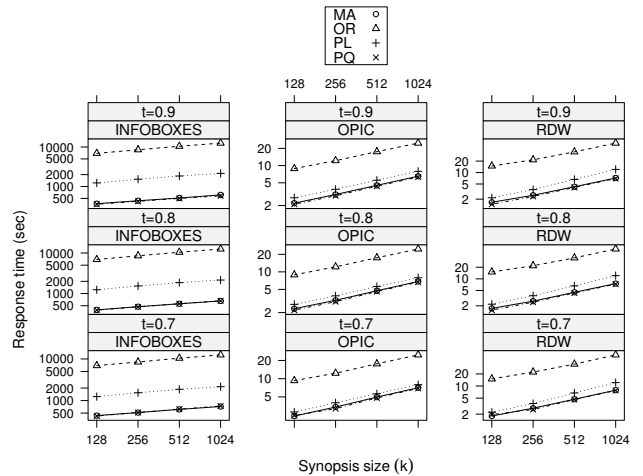 MA
OR
PL
PQ
128 256 512 1024
t=0.9 t=0.9 t=0.9
INFOBOXES OPIC RDW
10000
5000
2000
1000
500
20
10
5
2
20
10
5
2
t=0.8 t=0.8 t=0.8
INFOBOXES OPIC RDW
10000
5000
2000
1000
500
20
10
5
2
20
10
5
2
t=0.7 t=0.7 t=0.7
INFOBOXES OPIC RDW
10000
5000
2000
1000
500
20
10
5
20
10
5
2
128 256 512 1024 128 256 512 1024
Response time (sec)
Synopsis size (k)